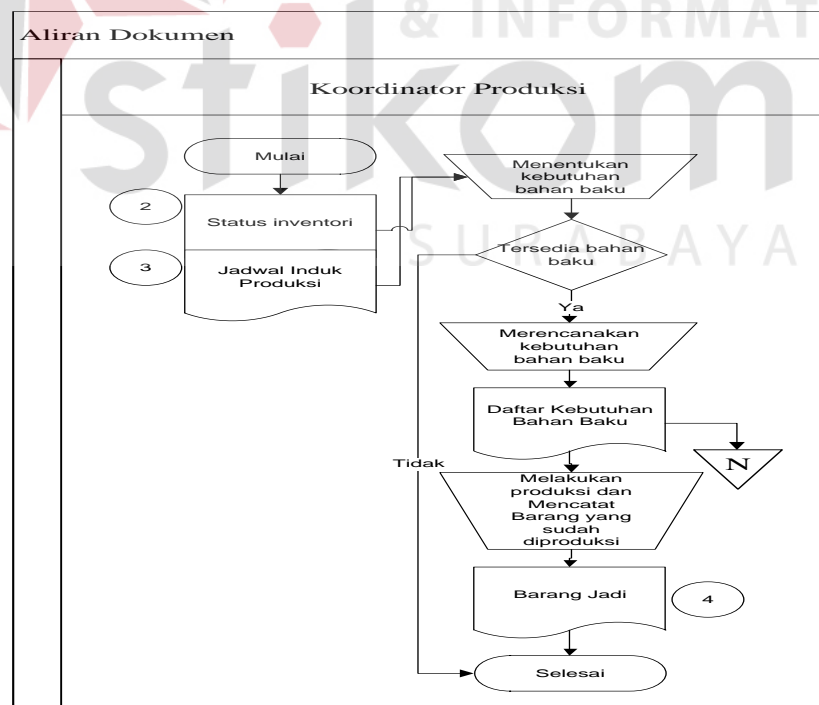 & INFORMAT
Aliran Dokumen
stikom
Koordinator Produksi
SURABAYA
Mulai
2
Status inventori
3
Jadwal Induk
Produksi
Menentukan
kebutuhan
bahan baku
Tersedia bahan
baku
Ya
Merencanakan
kebutuhan
bahan baku
Daftar Kebutuhan
Bahan Baku
N
Tidak
Melakukan
produksi dan
Mencatat
Barang yang
sudah
diproduksi
Barang Jadi
4
Selesai